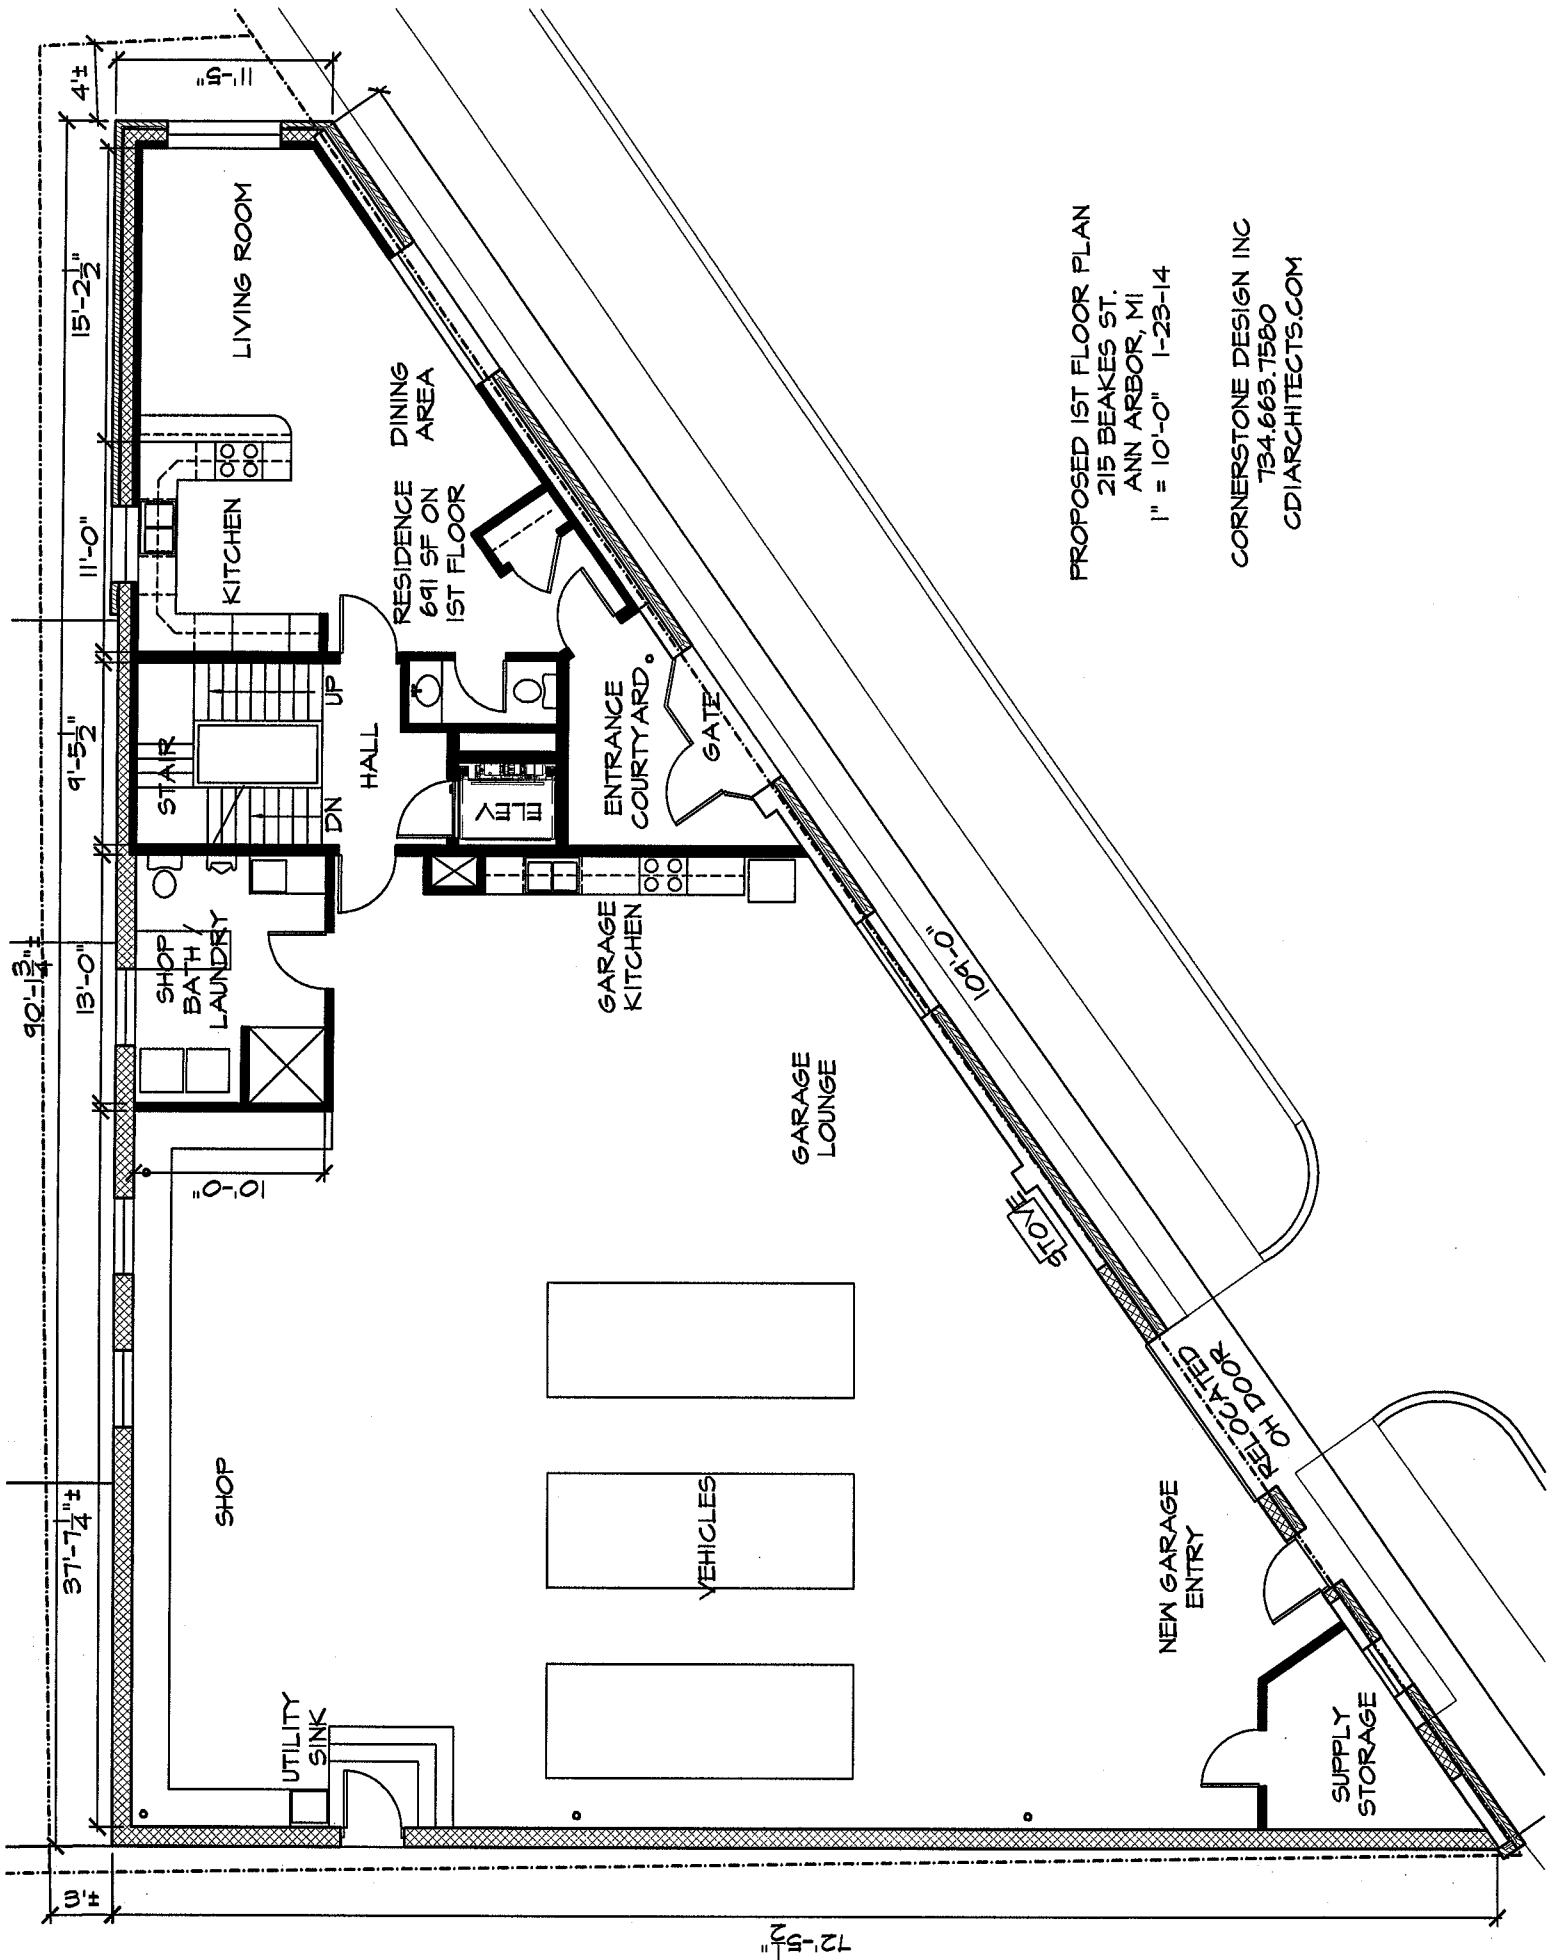 90'-1 3/4"±
37'-7 1/4"±
13'-0"
9'-5 1/2"
11'-0"
15'-2 1/2"
4'±
3'±
11'-5"
10'-0"
72'-5 1/2"
109'-0"
LIVING ROOM
KITCHEN
DINING
AREA
RESIDENCE
691 SF ON
1ST FLOOR
STAIR
UP
DN
HALL
ELEV
ENTRANCE
COURTYARD
GATE
SHOP
BATH /
LAUNDRY
GARAGE
KITCHEN
GARAGE
LOUNGE
STOVE
SHOP
VEHICLES
UTILITY
SINK
NEW GARAGE
ENTRY
RELOCATED
OH DOOR
SUPPLY
STORAGE
PROPOSED 1ST FLOOR PLAN
215 BEAKES ST.
ANN ARBOR, MI
1" = 10'-0" 1-23-14
CORNERSTONE DESIGN INC
734.663.7580
CDIARCHITECTS.COM